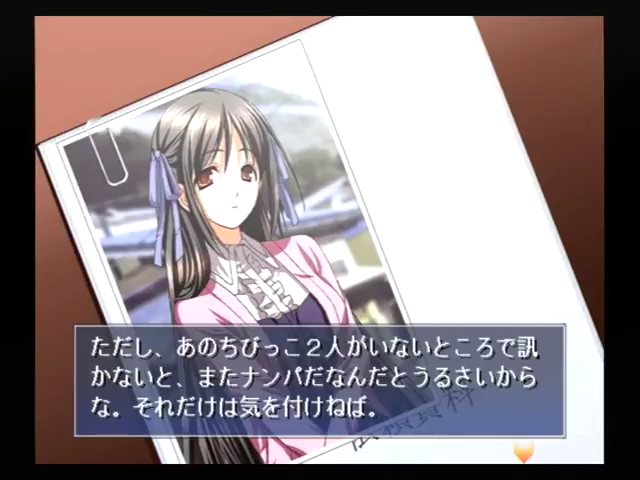 ただし、あのちびっこ２人がいないところで訊
かないと、またナンパだなんだとうるさいから
な。それだけは気を付けねば。